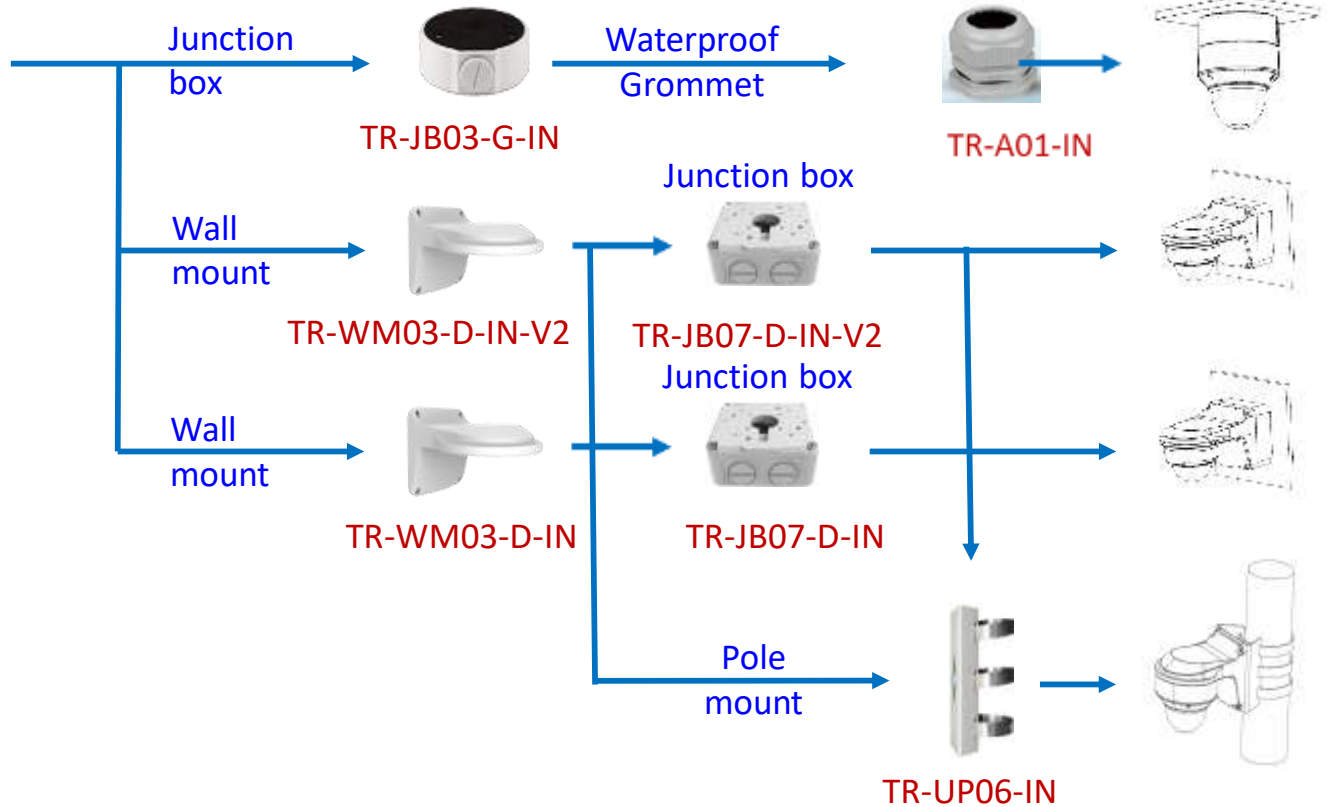 Junction
box
Waterproof
Grommet
TR-JB03-G-IN
TR-A01-IN
Wall
mount
Junction box
TR-WM03-D-IN-V2
TR-JB07-D-IN-V2
Wall
mount
Junction box
TR-WM03-D-IN
TR-JB07-D-IN
Pole
mount
TR-UP06-IN